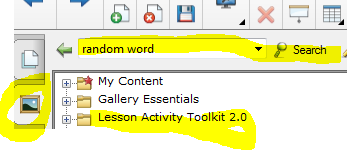 random word Search
My Content
Gallery Essentials
Lesson Activity Toolkit 2.0